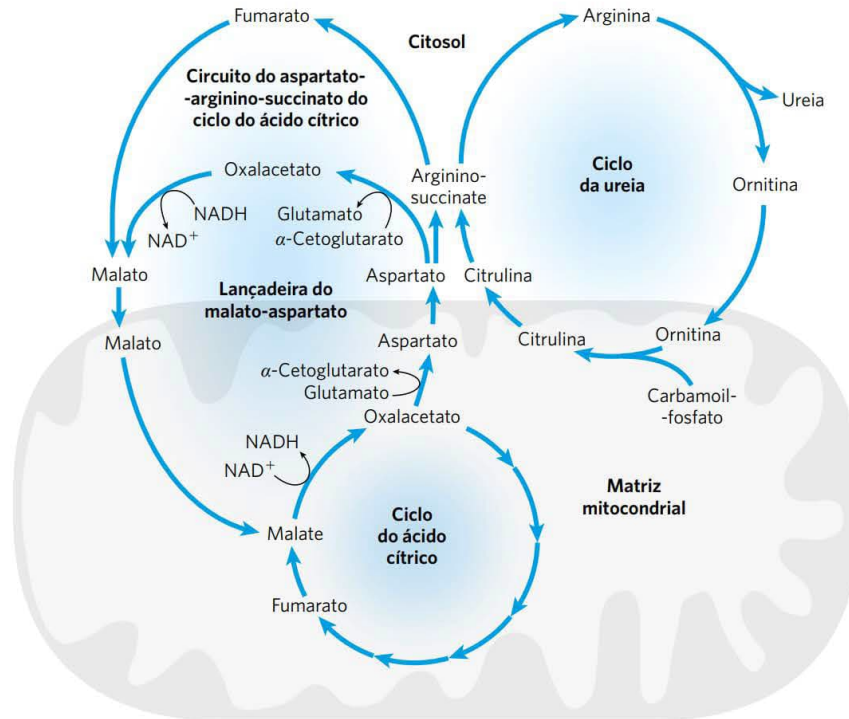 Fumarato
Citosol
Arginina
Circuito do aspartato-
-arginino-succinato do
ciclo do ácido cítrico
Ureia
Oxalacetato
Arginino-
succinate
Ciclo
da ureia
Ornitina
NADH
NAD+
Glutamato
α-Cetoglutarato
Malato
Aspartato
Citrulina
Lançadeira do
malato-aspartato
Malato
Aspartato
Citrulina
Ornitina
α-Cetoglutarato
Glutamato
Carbamoil-
-fosfato
Oxalacetato
NADH
NAD+
Matriz
mitocondrial
Malate
Ciclo
do ácido
cítrico
Fumarato